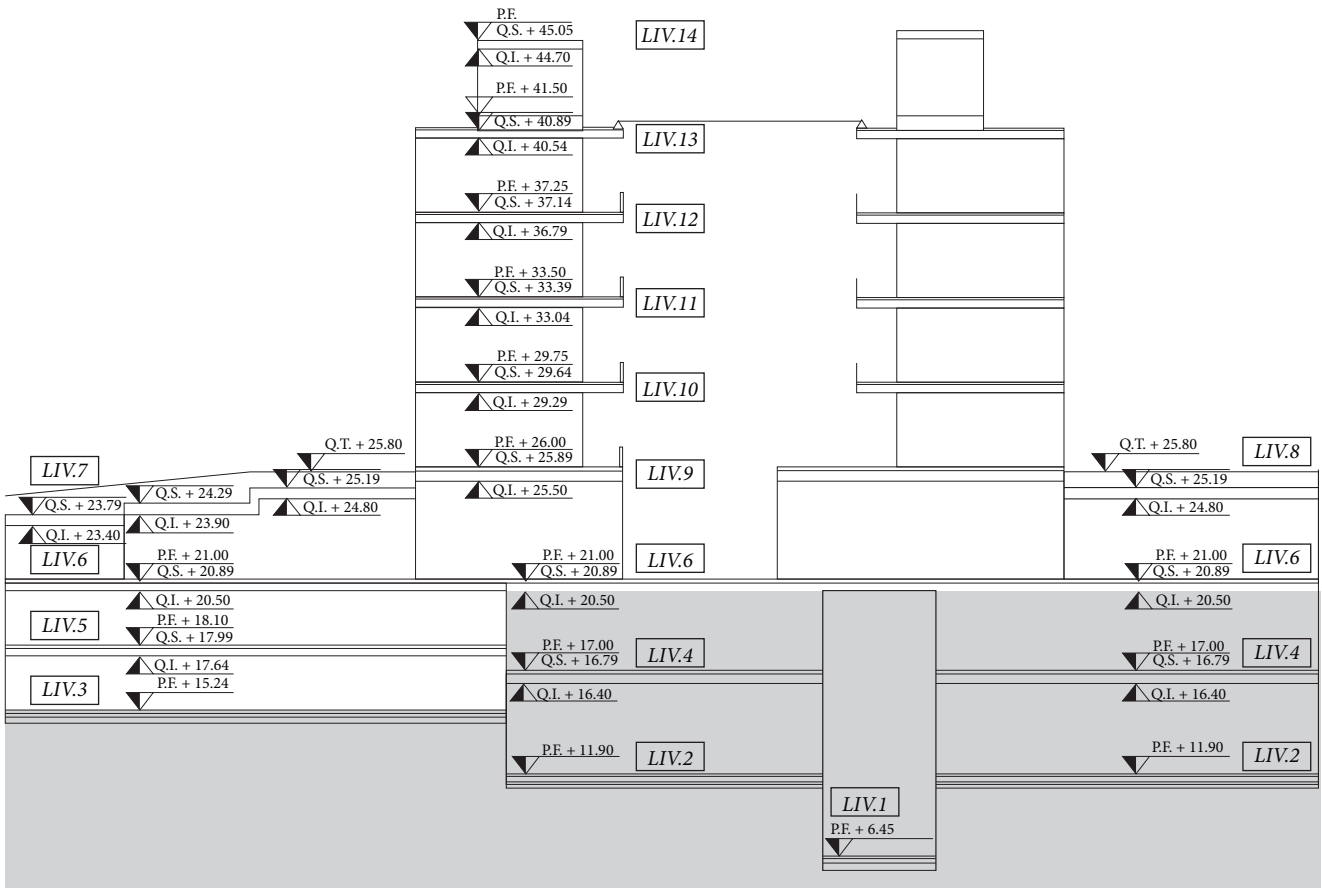 P.F.
Q.S. + 45.05
LIV.14
Q.I. + 44.70
P.F. + 41.50
Q.S. + 40.89
LIV.13
Q.I. + 40.54
P.F. + 37.25
Q.S. + 37.14
LIV.12
Q.I. + 36.79
P.F. + 33.50
Q.S. + 33.39
LIV.11
Q.I. + 33.04
P.F. + 29.75
Q.S. + 29.64
LIV.10
Q.I. + 29.29
Q.T. + 25.80
P.F. + 26.00
Q.T. + 25.80
LIV.8
Q.S. + 25.89
LIV.7
LIV.9
Q.S. + 25.19
Q.S. + 25.19
Q.S. + 24.29
Q.I. + 25.50
Q.S. + 23.79
Q.I. + 24.80
Q.I. + 24.80
Q.I. + 23.90
Q.I. + 23.40
LIV.6
P.F. + 21.00
Q.S. + 20.89
P.F. + 21.00
Q.S. + 20.89
LIV.6
P.F. + 21.00
Q.S. + 20.89
LIV.6
Q.I. + 20.50
Q.I. + 20.50
Q.I. + 20.50
LIV.5
P.F. + 18.10
Q.S. + 17.99
P.F. + 17.00
Q.S. + 16.79
LIV.4
P.F. + 17.00
Q.S. + 16.79
LIV.4
Q.I. + 17.64
LIV.3
P.F. + 15.24
Q.I. + 16.40
Q.I. + 16.40
P.F. + 11.90
LIV.2
P.F. + 11.90
LIV.2
LIV.1
P.F. + 6.45